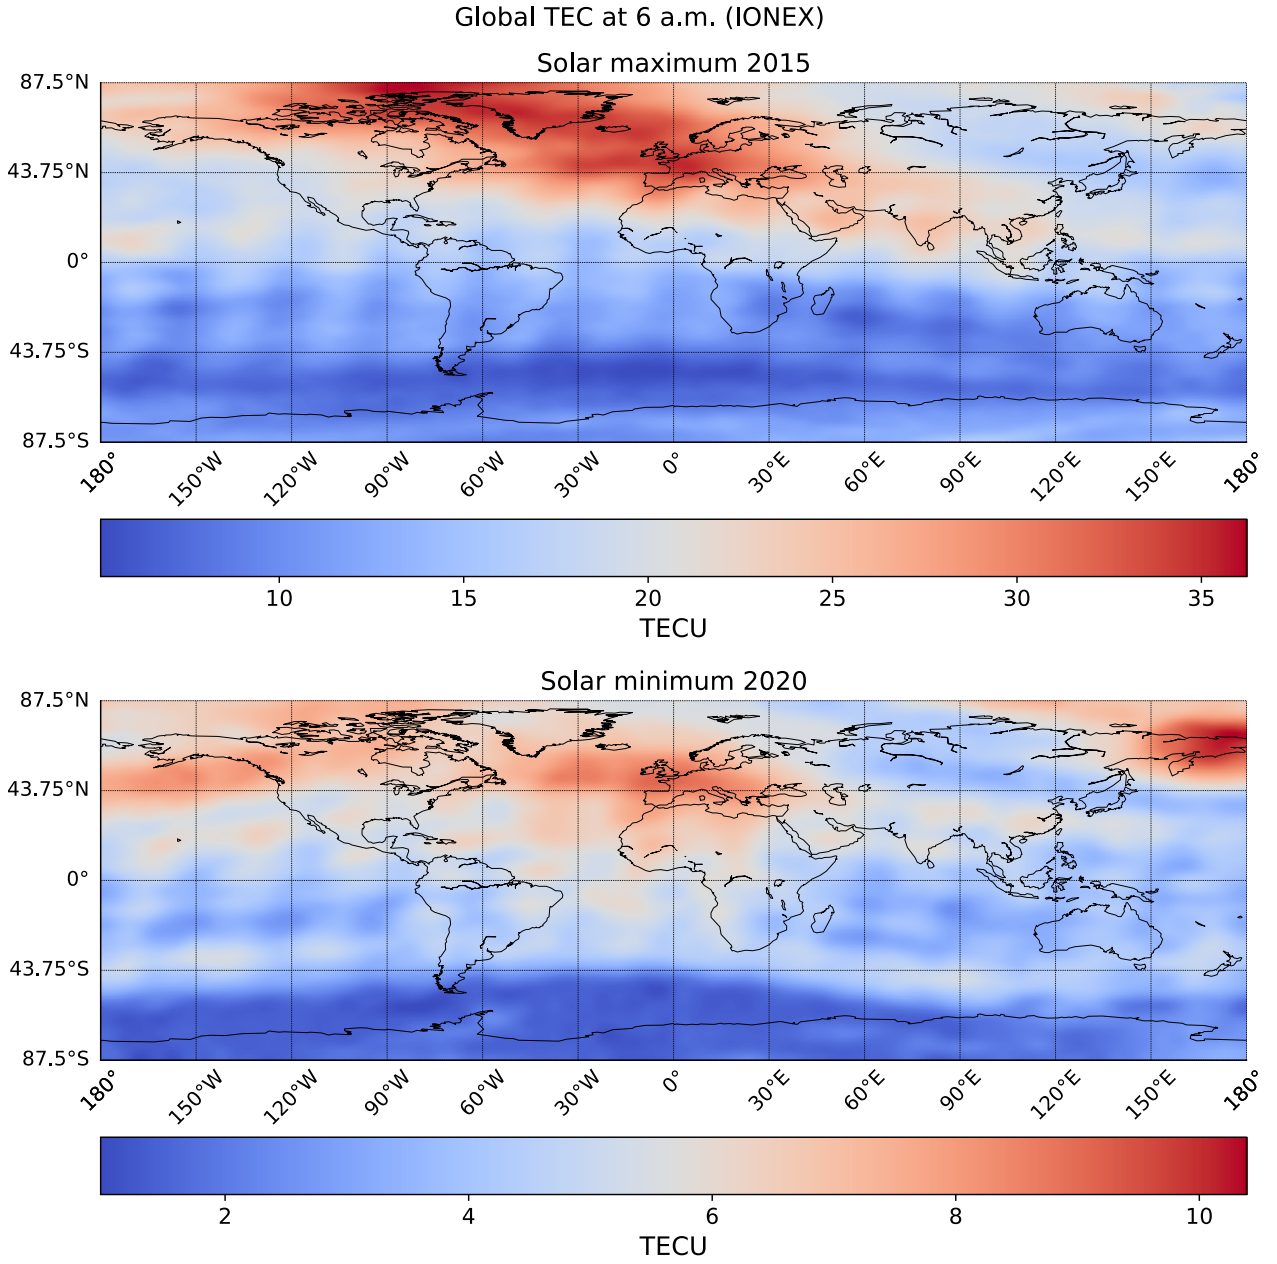 Global TEC at 6 a.m. (IONEX)
Solar maximum 2015
87.5°N
43.75°N
0°
43.75°S
87.5°S
180° 150°W 120°W 90°W 60°W 30°W 0° 30°E 60°E 90°E 120°E 150°E 180°
10 15 20 25 30 35
TECU
Solar minimum 2020
87.5°N
43.75°N
0°
43.75°S
87.5°S
180° 150°W 120°W 90°W 60°W 30°W 0° 30°E 60°E 90°E 120°E 150°E 180°
2 4 6 8 10
TECU